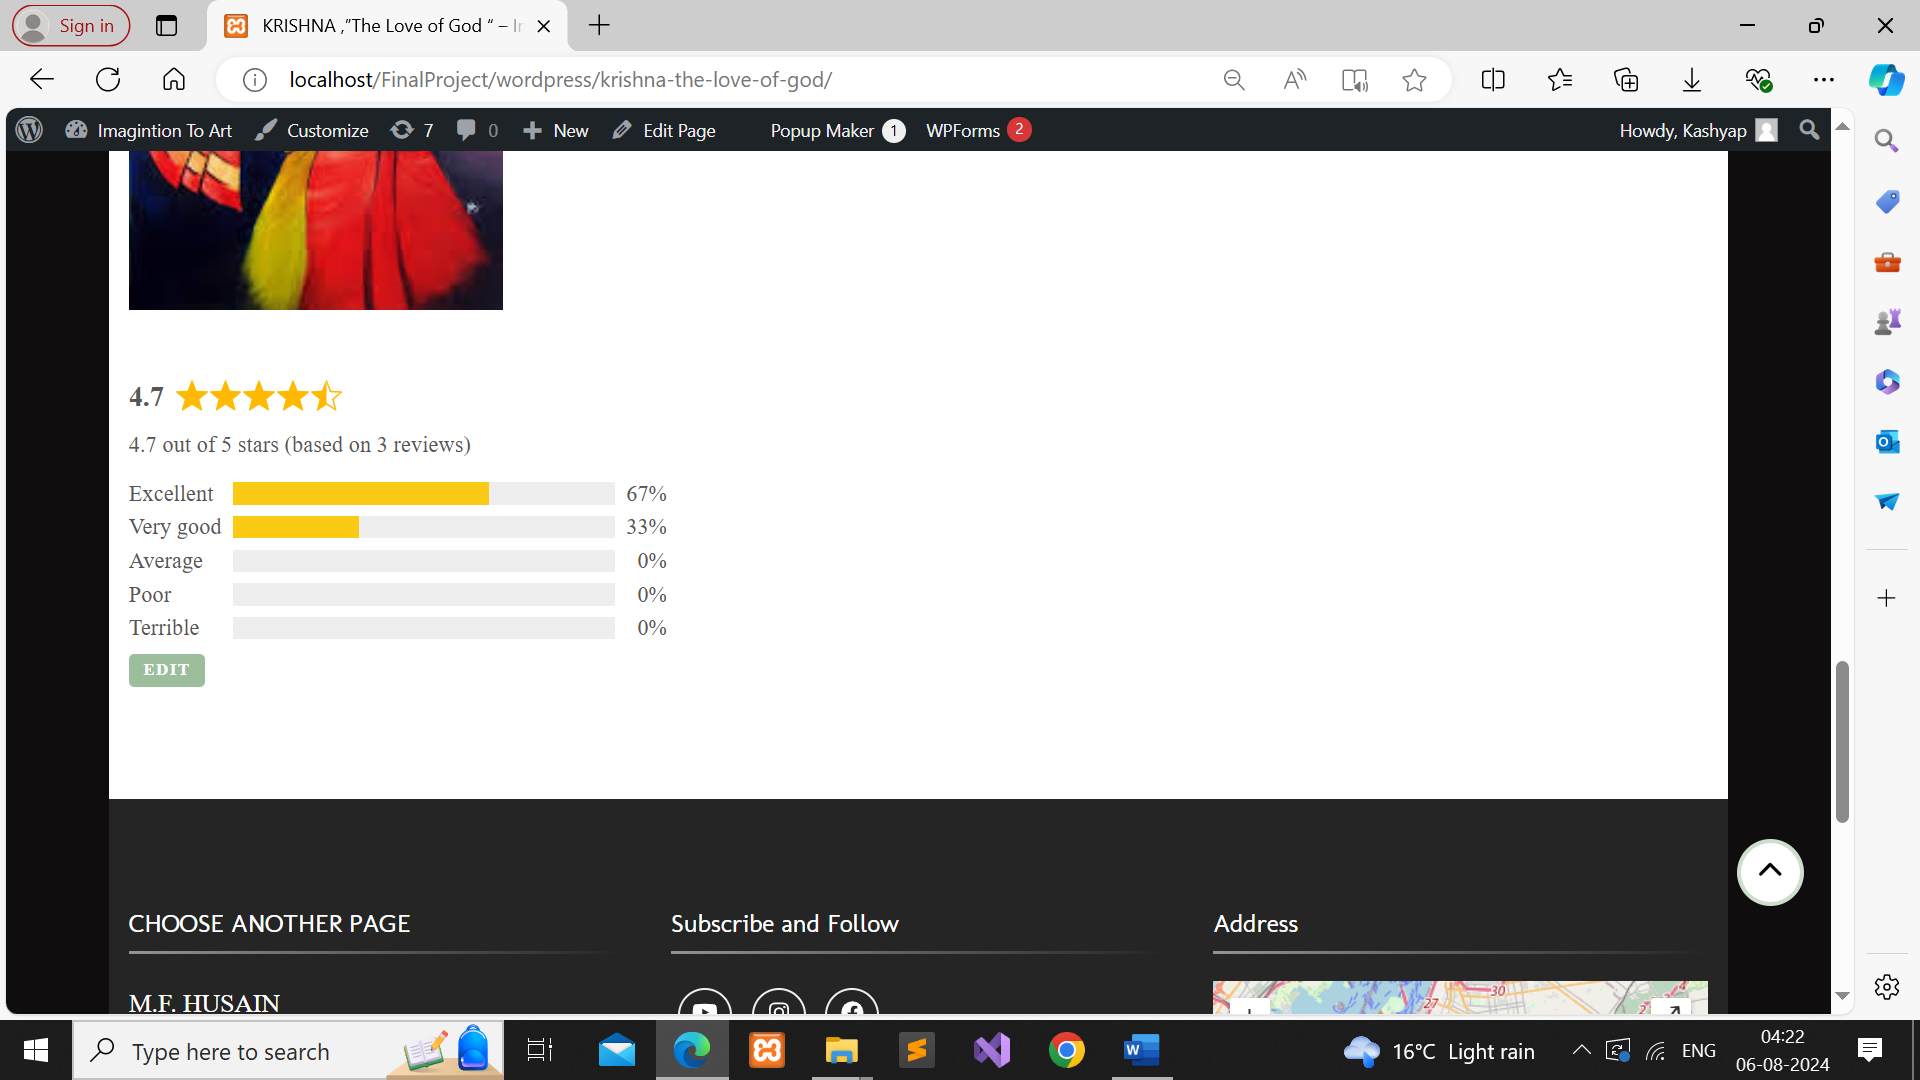 Sign in
KRISHNA ,”The Love of God “ – In
localhost/FinalProject/wordpress/krishna-the-love-of-god/
Imagintion To Art Customize 7 0 New Edit Page Popup Maker 1 WPForms 2 Howdy, Kashyap
4.7
4.7 out of 5 stars (based on 3 reviews)
Excellent 67%
Very good 33%
Average 0%
Poor 0%
Terrible 0%
EDIT
CHOOSE ANOTHER PAGE Subscribe and Follow Address
M.F. HUSAIN
27 30
Type here to search
16°C Light rain ENG
04:22
06-08-2024